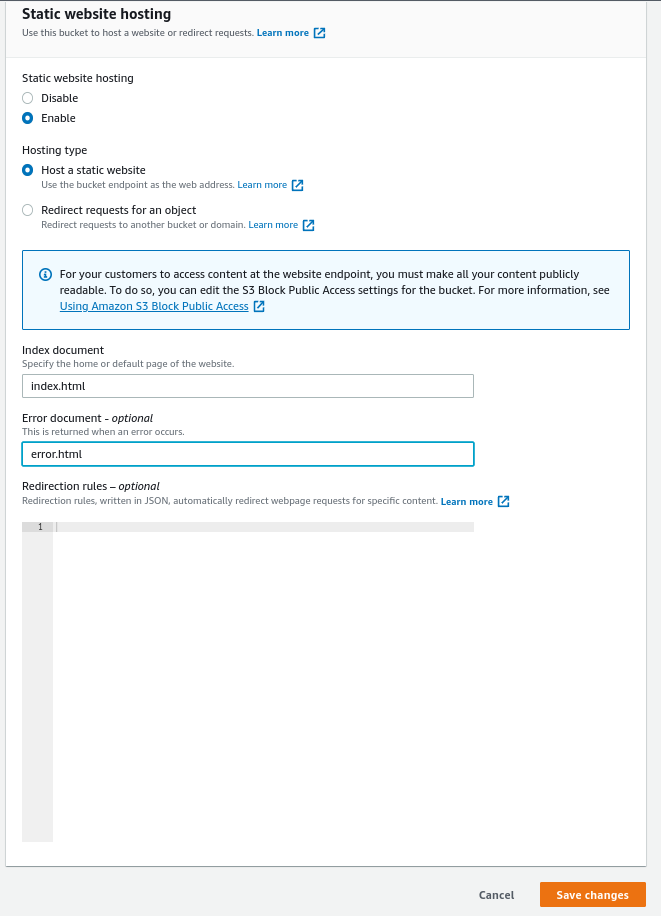 Static website hosting
Use this bucket to host a website or redirect requests. Learn more
Static website hosting
Disable
Enable
Hosting type
Host a static website
Use the bucket endpoint as the web address. Learn more
Redirect requests for an object
Redirect requests to another bucket or domain. Learn more
For your customers to access content at the website endpoint, you must make all your content publicly
readable. To do so, you can edit the S3 Block Public Access settings for the bucket. For more information, see
Using Amazon S3 Block Public Access
Index document
Specify the home or default page of the website.
index.html
Error document - optional
This is returned when an error occurs.
error.html
Redirection rules – optional
Redirection rules, written in JSON, automatically redirect webpage requests for specific content. Learn more
1
Cancel
Save changes